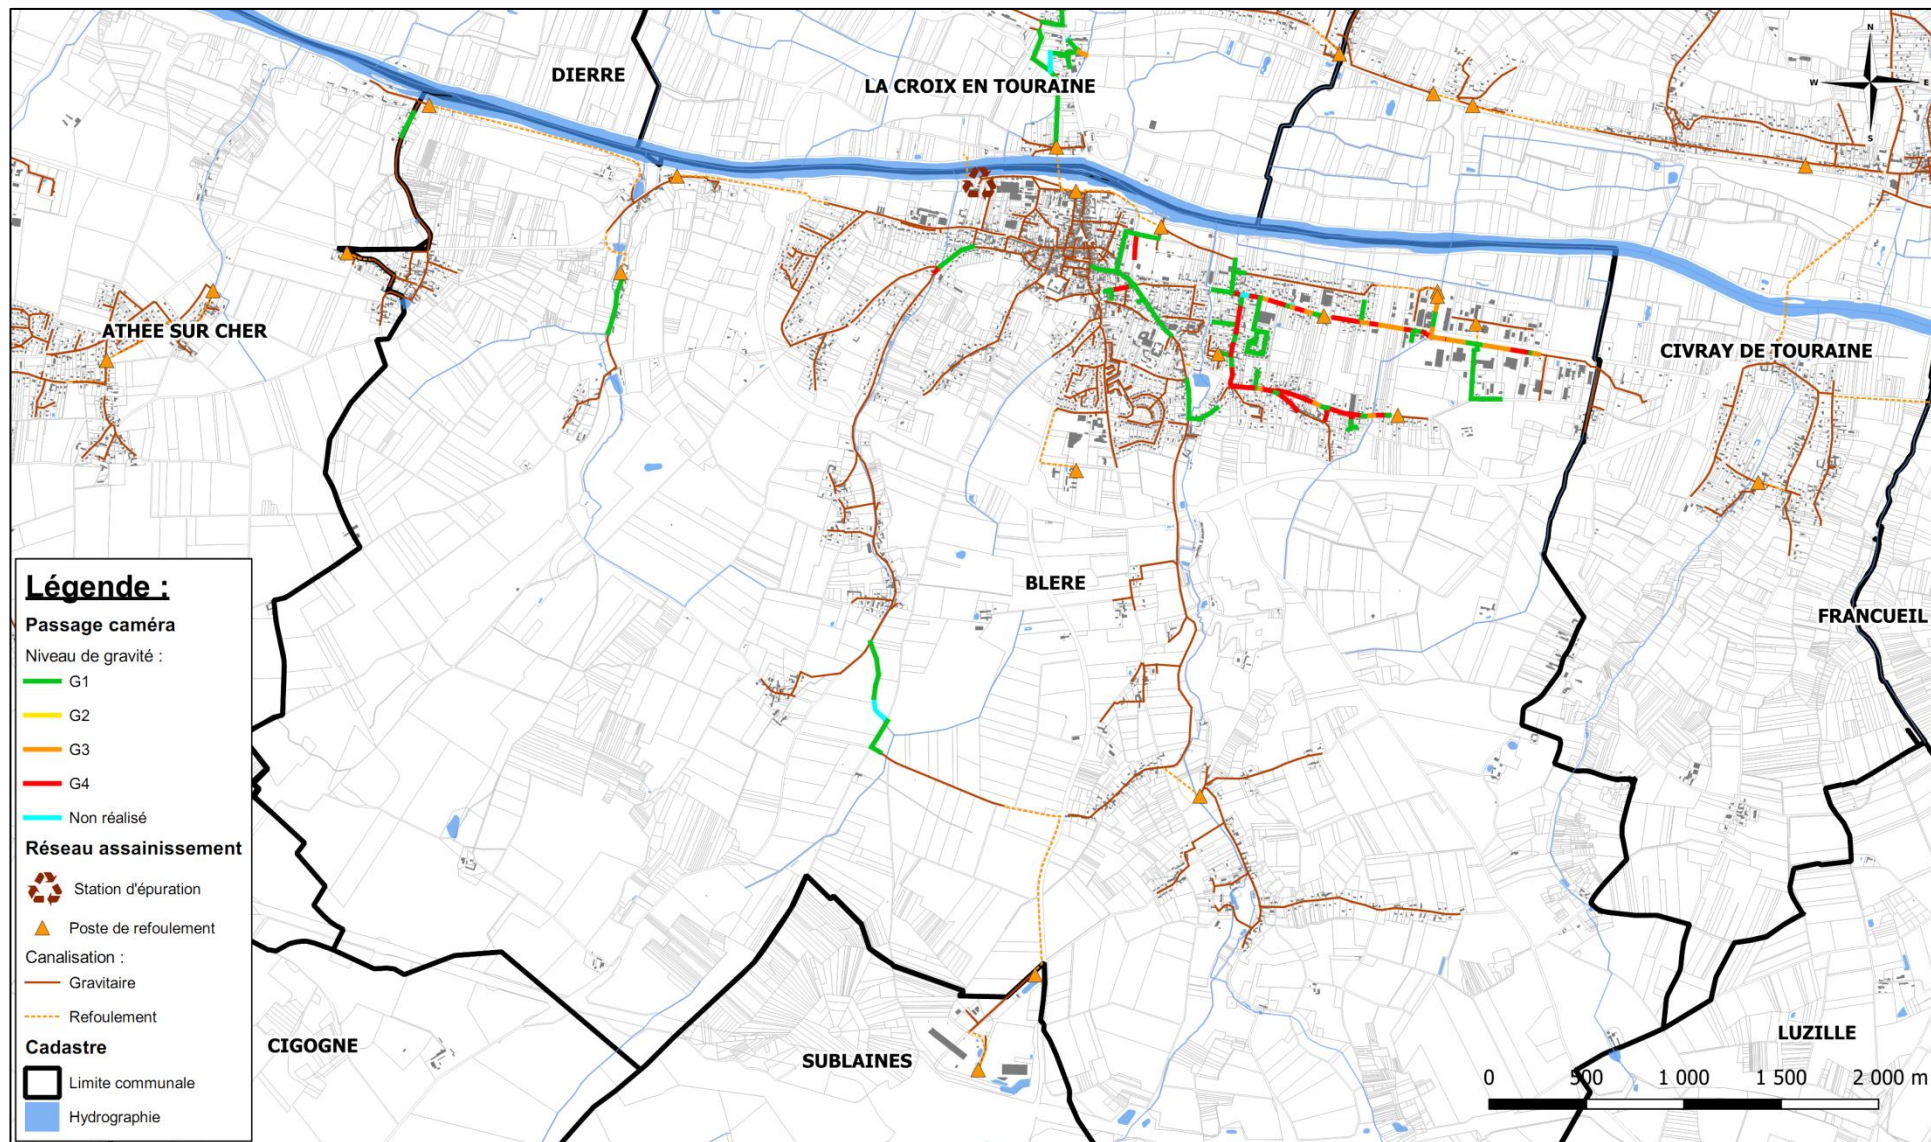 DIERRE
LA CROIX EN TOURAINE
N
W
E
S
ATHEE SUR CHER
CIVRAY DE TOURAINE
BLERE
FRANCUEIL
Légende :
Passage caméra
Niveau de gravité :
G1
G2
G3
G4
Non réalisé
Réseau assainissement
Station d'épuration
Poste de refoulement
Canalisation :
Gravitaire
Refoulement
Cadastre
Limite communale
Hydrographie
CIGOGNE
SUBLAINES
LUZILLE
0 500 1 000 1 500 2 000 m